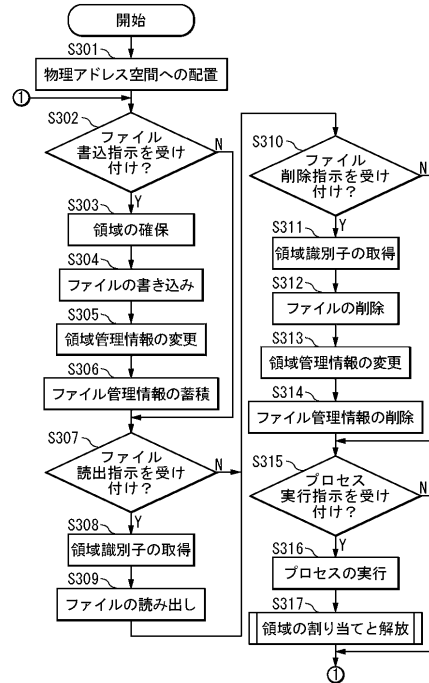 開始
S301
物理アドレス空間への配置
①
S302
ファイル
書込指示を受け
付け？
N
Y
S303
領域の確保
S304
ファイルの書き込み
S305
領域管理情報の変更
S306
ファイル管理情報の蓄積
S307
ファイル
読出指示を受け
付け？
N
Y
S308
領域識別子の取得
S309
ファイルの読み出し
S310
ファイル
削除指示を受け
付け？
N
Y
S311
領域識別子の取得
S312
ファイルの削除
S313
領域管理情報の変更
S314
ファイル管理情報の削除
S315
プロセス
実行指示を受け
付け？
N
Y
S316
プロセスの実行
S317
領域の割り当てと解放
①